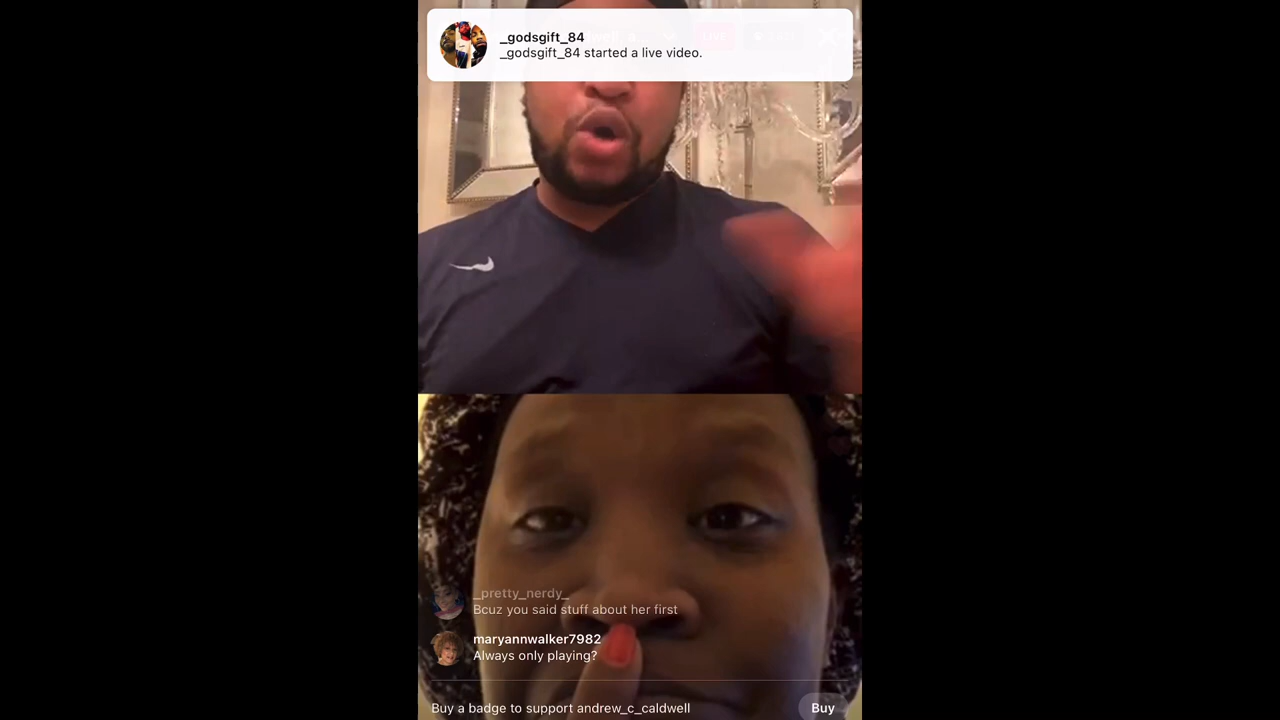 _godsgift_84
_godsgift_84 started a live video.
_pretty_nerdy_
Bcuz you said stuff about her first
maryannwalker7982
Always only playing?
Buy a badge to support andrew_c_caldwell
Buy